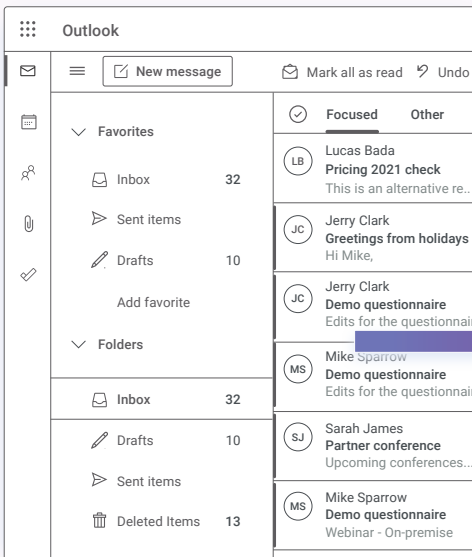 Outlook
New message
Mark all as read
Undo
Favorites
Inbox 32
Sent items
Drafts 10
Add favorite
Folders
Inbox 32
Drafts 10
Sent items
Deleted Items 13
Focused Other
LB
Lucas Bada
Pricing 2021 check
This is an alternative re..
JC
Jerry Clark
Greetings from holidays
Hi Mike,
JC
Jerry Clark
Demo questionnaire
Edits for the questionnair
MS
Mike Sparrow
Demo questionnaire
Edits for the questionnair
SJ
Sarah James
Partner conference
Upcoming conferences...
MS
Mike Sparrow
Demo questionnaire
Webinar - On-premise